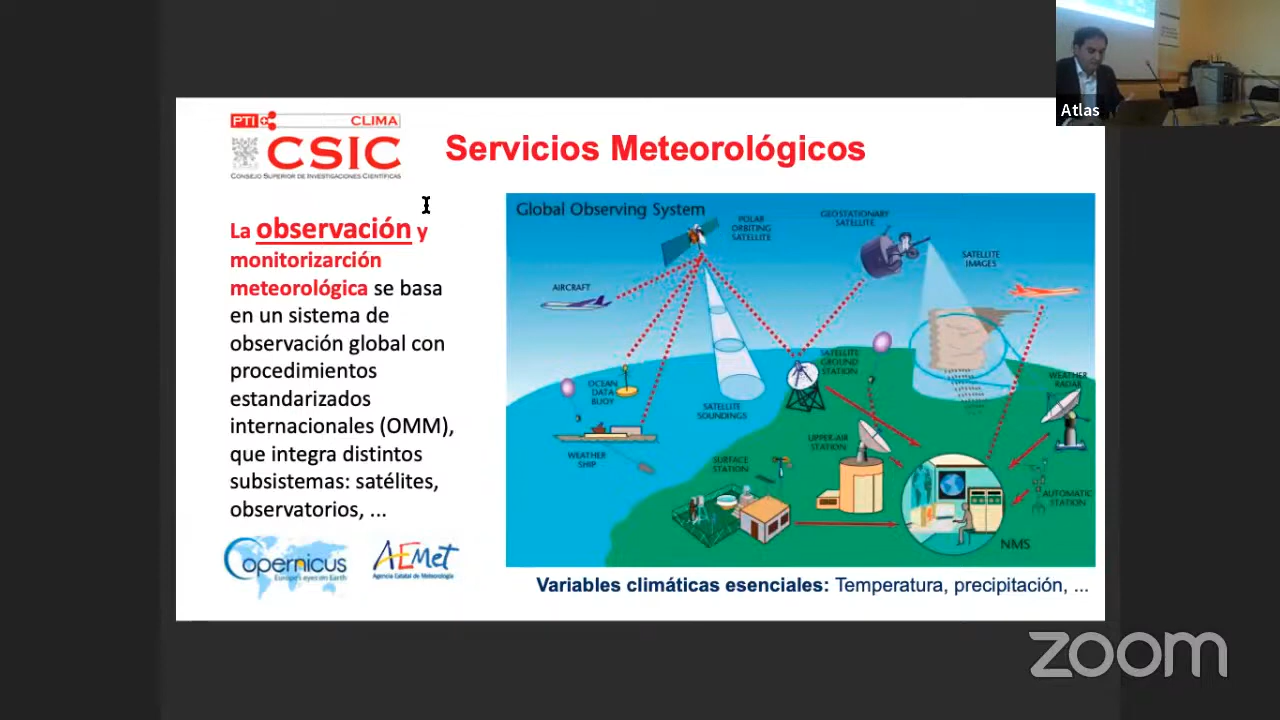 Atlas
PTI CLIMA
CSIC
CONSEJO SUPERIOR DE INVESTIGACIONES CIENTÍFICAS
Servicios Meteorológicos
La observación y
monitorizarción
meteorológica se basa
en un sistema de
observación global con
procedimientos
estandarizados
internacionales (OMM),
que integra distintos
subsistemas: satélites,
observatorios, ...
Copernicus
Europe's eyes on Earth
AEMet
Agencia Estatal de Meteorología
Global Observing System
POLAR
ORBITING
SATELLITE
GEOSTATIONARY
SATELLITE
SATELLITE
IMAGES
AIRCRAFT
OCEAN
DATA
BUOY
SATELLITE
SOUNDINGS
SATELLITE
GROUND
STATION
WEATHER
RADAR
WEATHER
SHIP
UPPER-AIR
STATION
SURFACE
STATION
AUTOMATIC
STATION
NMS
Variables climáticas esenciales: Temperatura, precipitación, ...
zoom